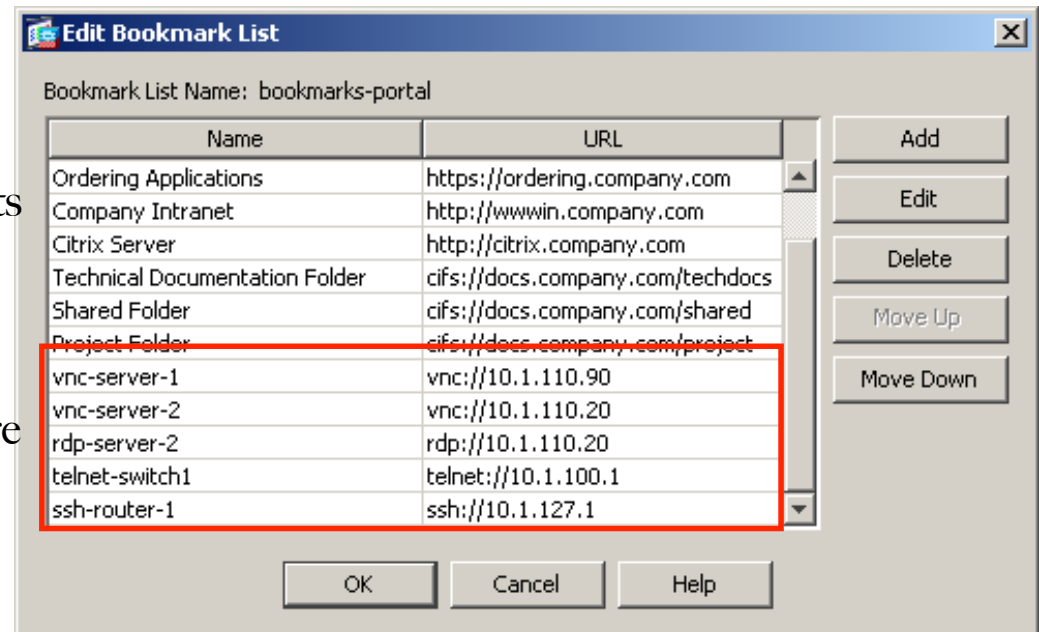 Edit Bookmark List
Bookmark List Name: bookmarks-portal
Name URL Add
Ordering Applications https://ordering.company.com
ts
Edit
Company Intranet http://wwwin.company.com
Citrix Server http://citrix.company.com
Delete
Technical Documentation Folder cifs://docs.company.com/techdocs
Shared Folder cifs://docs.company.com/shared
Move Up
Project Folder cifs://docs.company.com/project
vnc-server-1 vnc://10.1.110.90
Move Down
vnc-server-2 vnc://10.1.110.20
re
rdp-server-2 rdp://10.1.110.20
telnet-switch1 telnet://10.1.100.1
ssh-router-1 ssh://10.1.127.1
OK Cancel Help